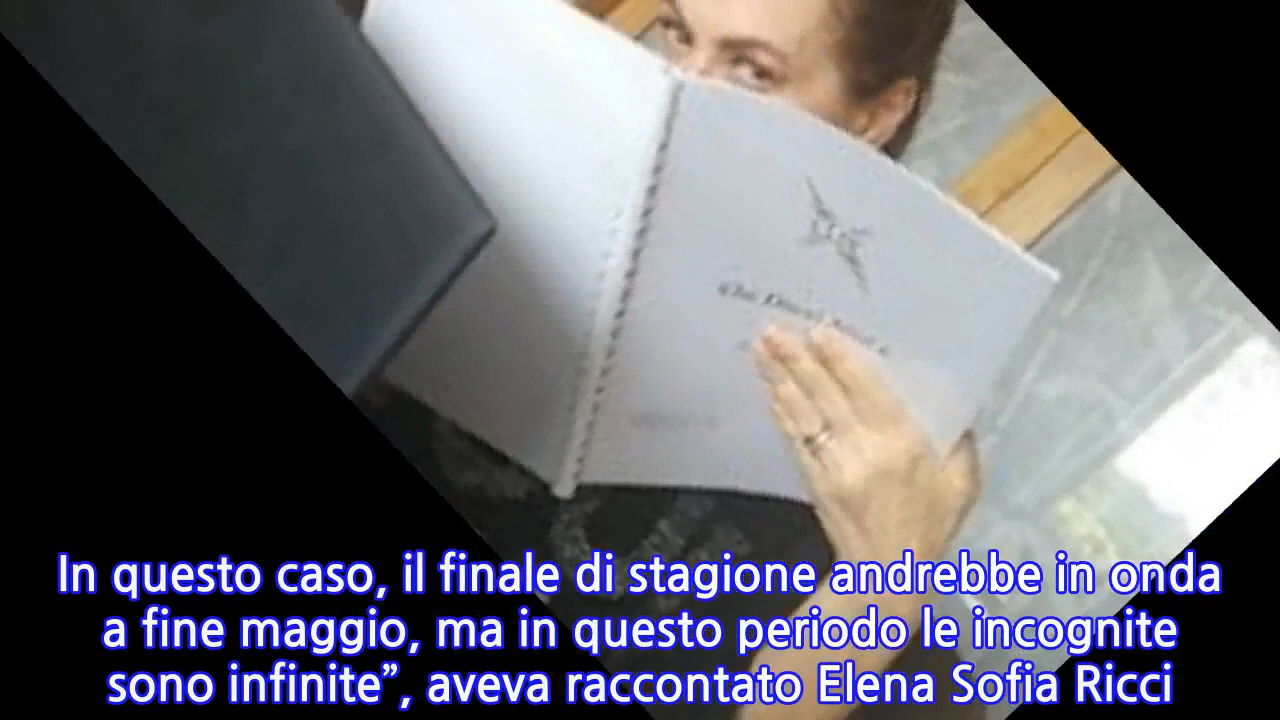 In questo caso, il finale di stagione andrebbe in onda
a fine maggio, ma in questo periodo le incognite
sono infinite”, aveva raccontato Elena Sofia Ricci